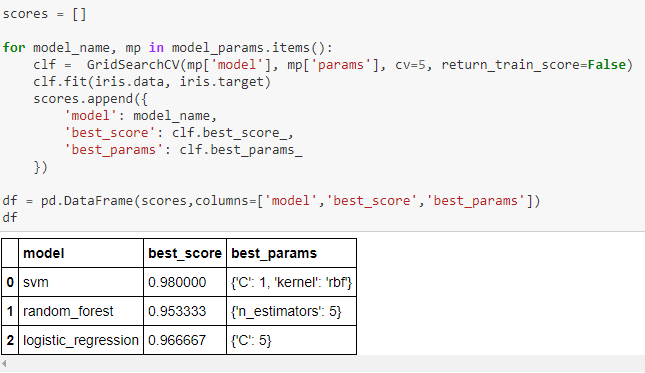 scores = []
for model_name, mp in model_params.items():
    clf =  GridSearchCV(mp['model'], mp['params'], cv=5, return_train_score=False)
    clf.fit(iris.data, iris.target)
    scores.append({
        'model': model_name,
        'best_score': clf.best_score_,
        'best_params': clf.best_params_
    })
df = pd.DataFrame(scores,columns=['model','best_score','best_params'])
df
model best_score best_params
0 svm 0.980000 {'C': 1, 'kernel': 'rbf'}
1 random_forest 0.953333 {'n_estimators': 5}
2 logistic_regression 0.966667 {'C': 5}